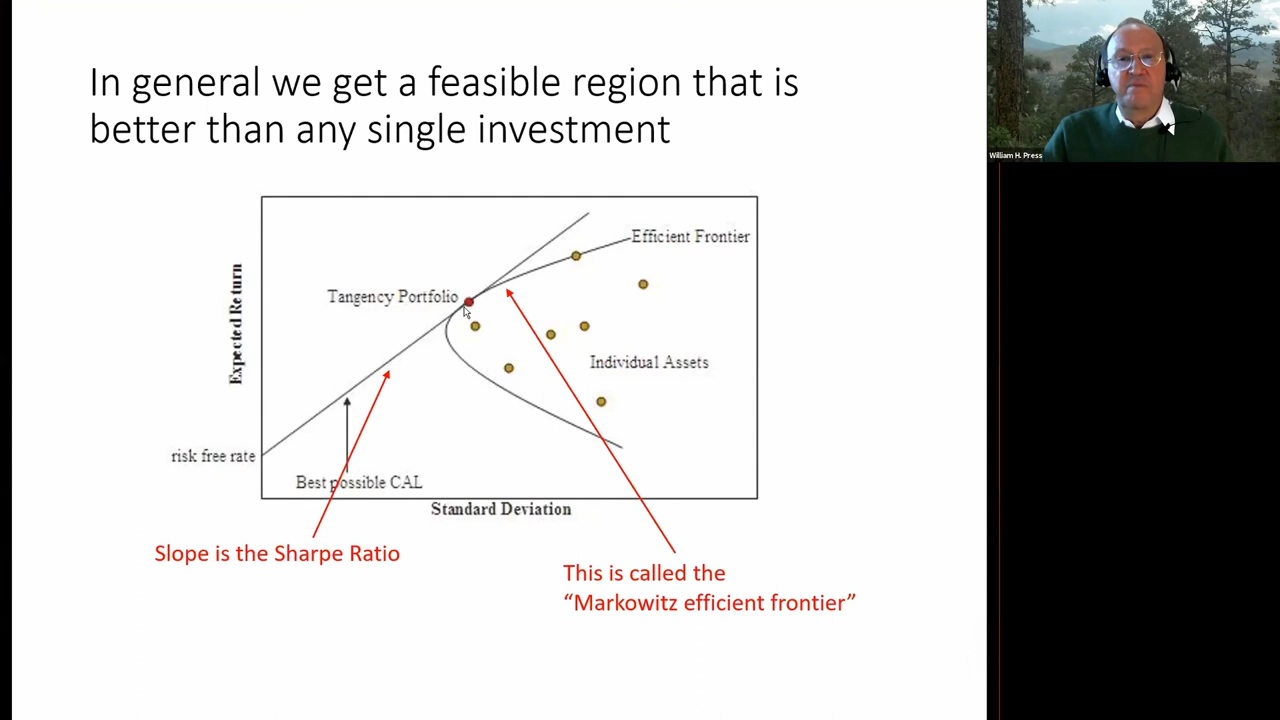 In general we get a feasible region that is
better than any single investment
William H. Press
Efficient Frontier
Tangency Portfolio
Expected Return
Individual Assets
risk free rate
Best possible CAL
Standard Deviation
Slope is the Sharpe Ratio
This is called the
“Markowitz efficient frontier”